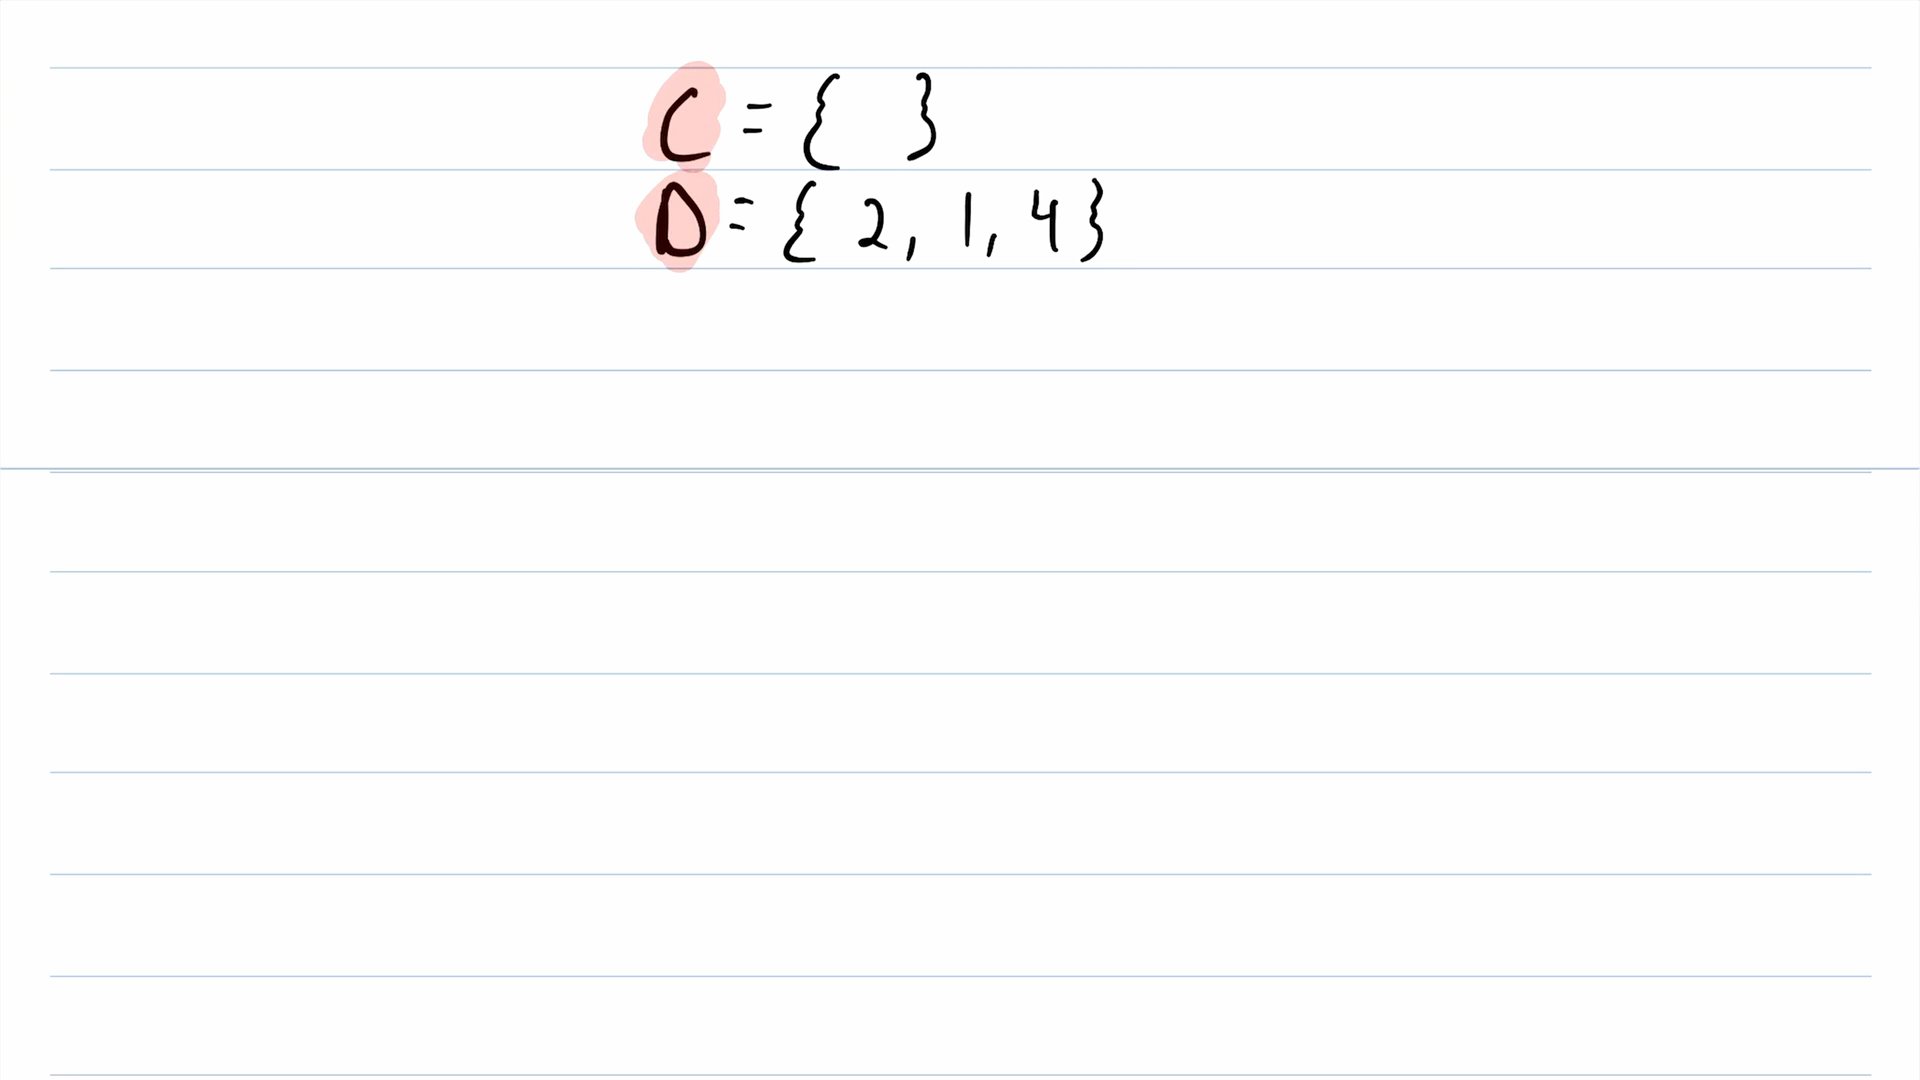 C = { }
D = { 2, 1, 4 }